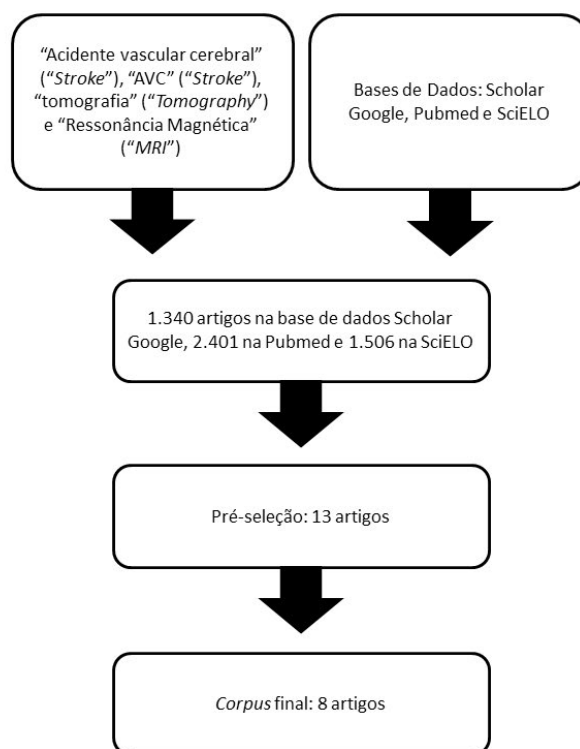 “Acidente vascular cerebral”
(“Stroke”), “AVC” (“Stroke”),
“tomografia” (“Tomography”)
e “Ressonância Magnética”
(“MRI”)
Bases de Dados: Scholar
Google, Pubmed e SciELO
1.340 artigos na base de dados Scholar
Google, 2.401 na Pubmed e 1.506 na SciELO
Pré-seleção: 13 artigos
Corpus final: 8 artigos